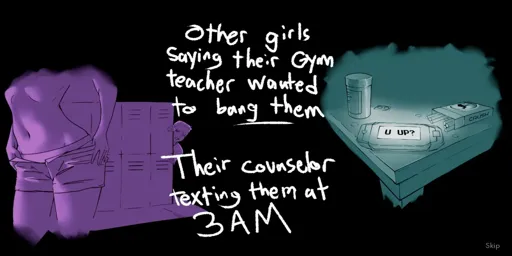 Other girls
Saying their Gym
teacher wanted
to bang them
Their counselor
texting them at
3AM
U UP?
Skip